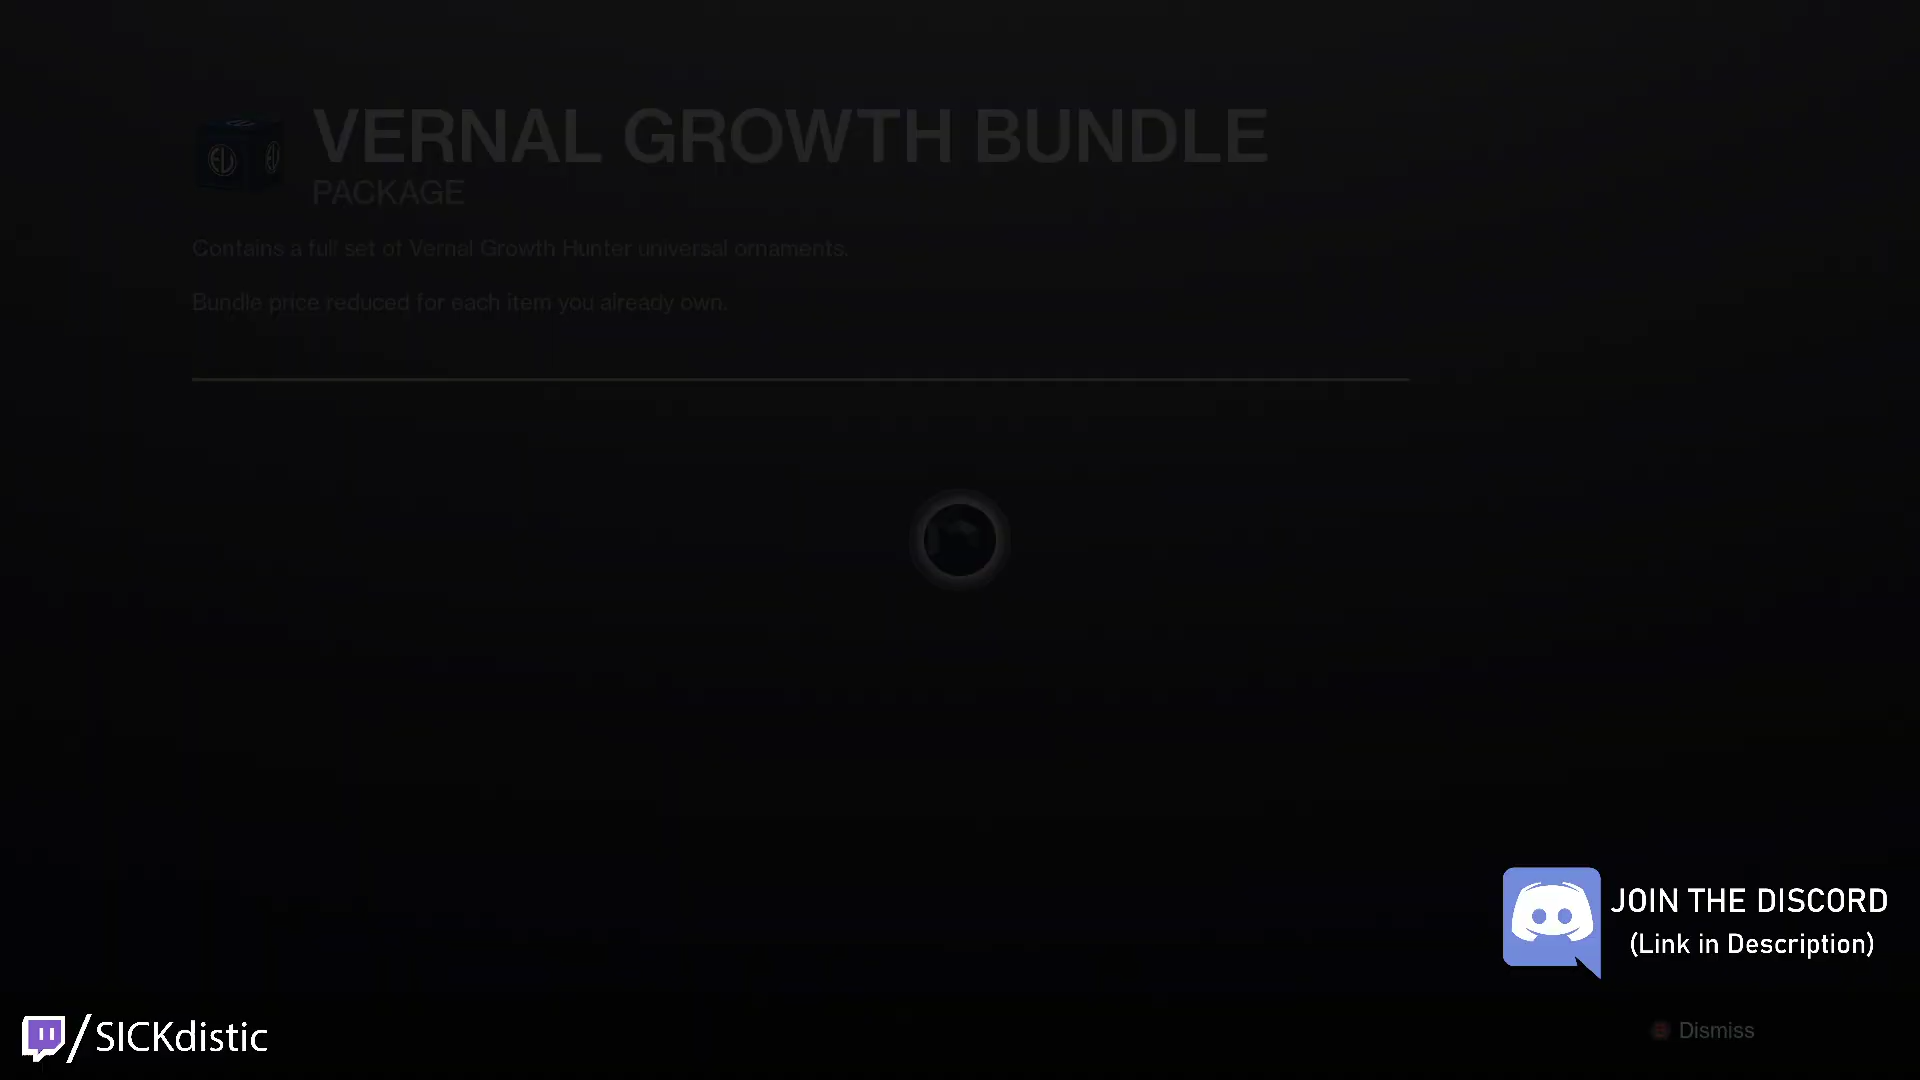 VERNAL GROWTH BUNDLE
PACKAGE
Contains a full set of Vernal Growth Hunter universal ornaments.
Bundle price reduced for each item you already own.
JOIN THE DISCORD
(Link in Description)
/SICKdistic
B Dismiss